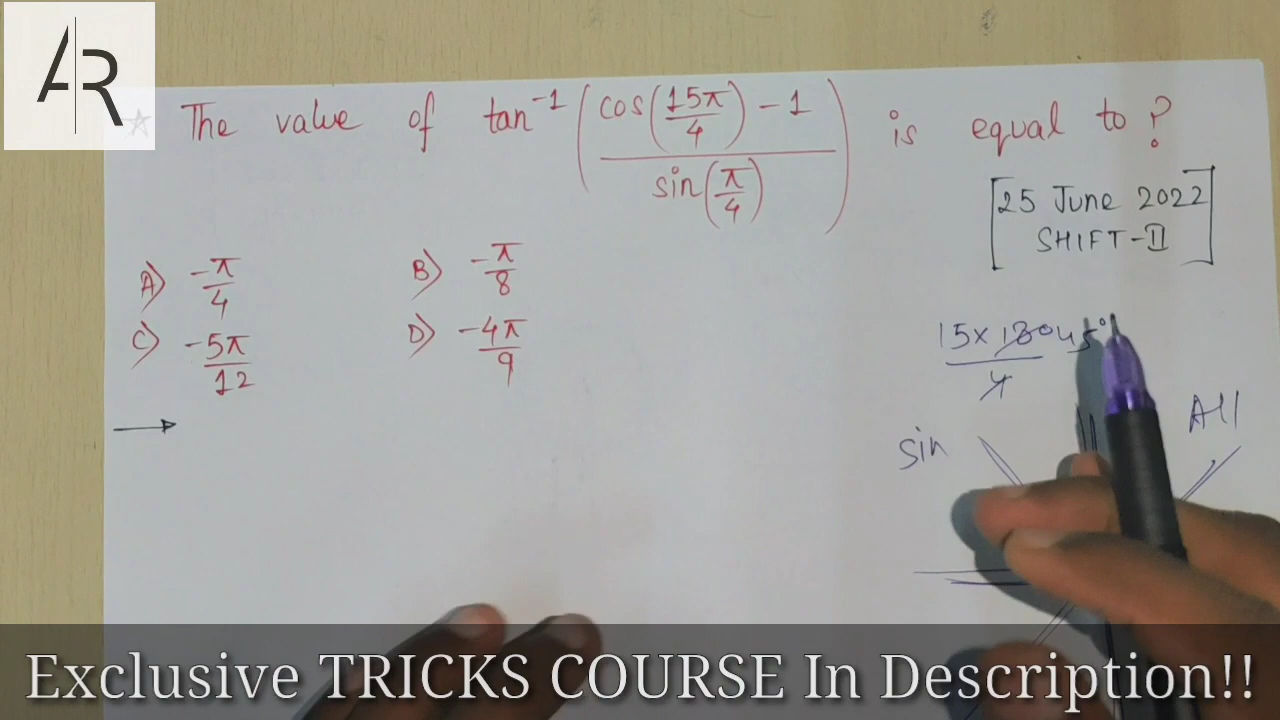 AR
The value of tan⁻¹ (cos(15π/4) - 1 / sin(π/4)) is equal to?
[25 June 2022
SHIFT-II]
A) -π/4 B) -π/8
C) -5π/12 D) -4π/9
15 x 180 45°
4
sin All
Exclusive TRICKS COURSE In Description!!